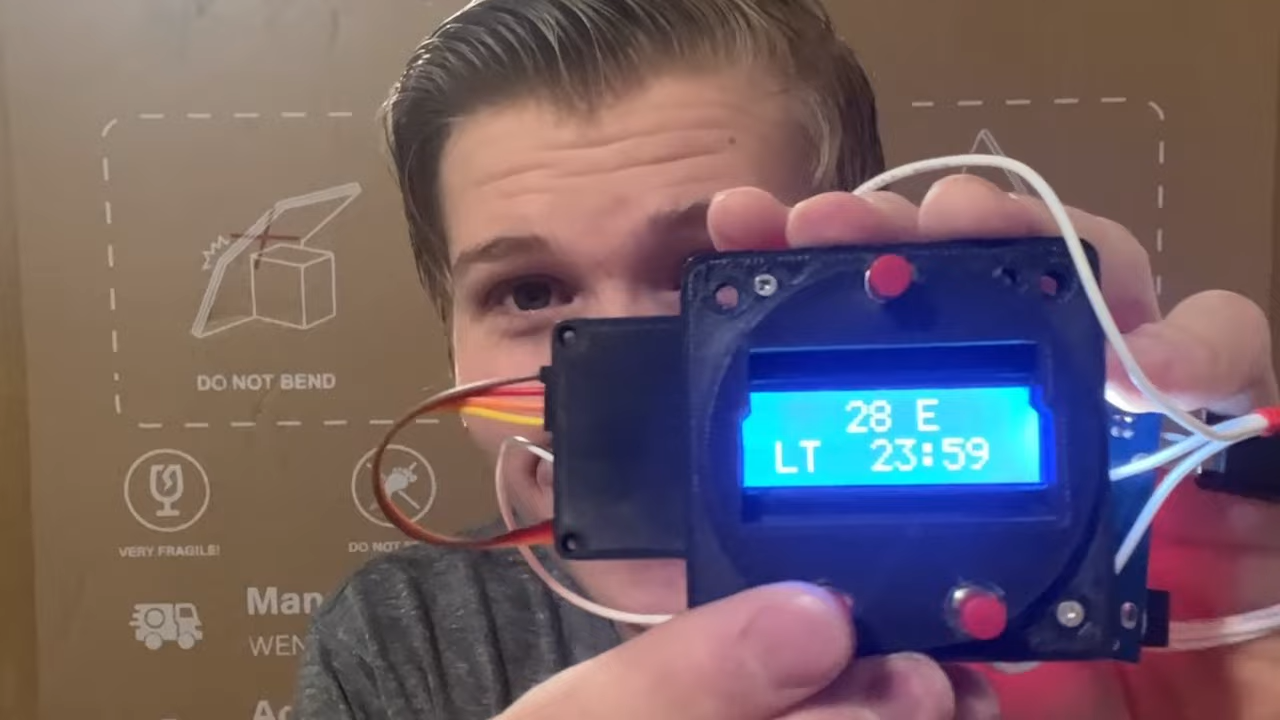 DO NOT BEND
VERY FRAGILE!
DO NOT
Man
WEN
28 E
LT 23:59